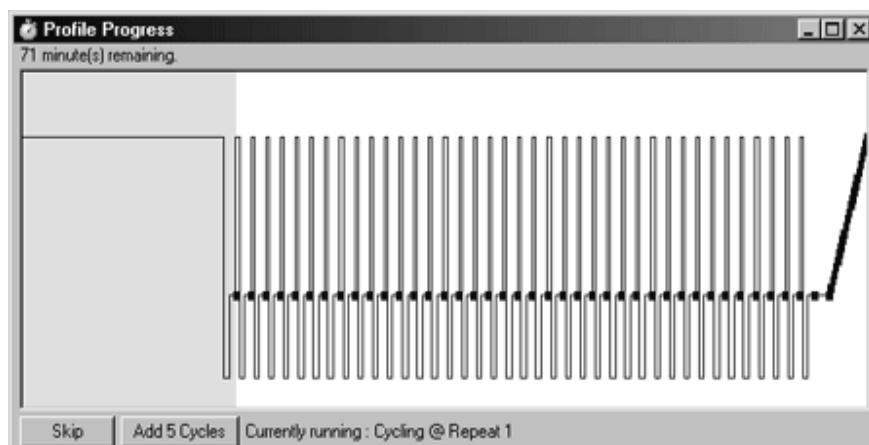 Profile Progress
71 minute(s) remaining.
Skip
Add 5 Cycles
Currently running : Cycling @ Repeat 1